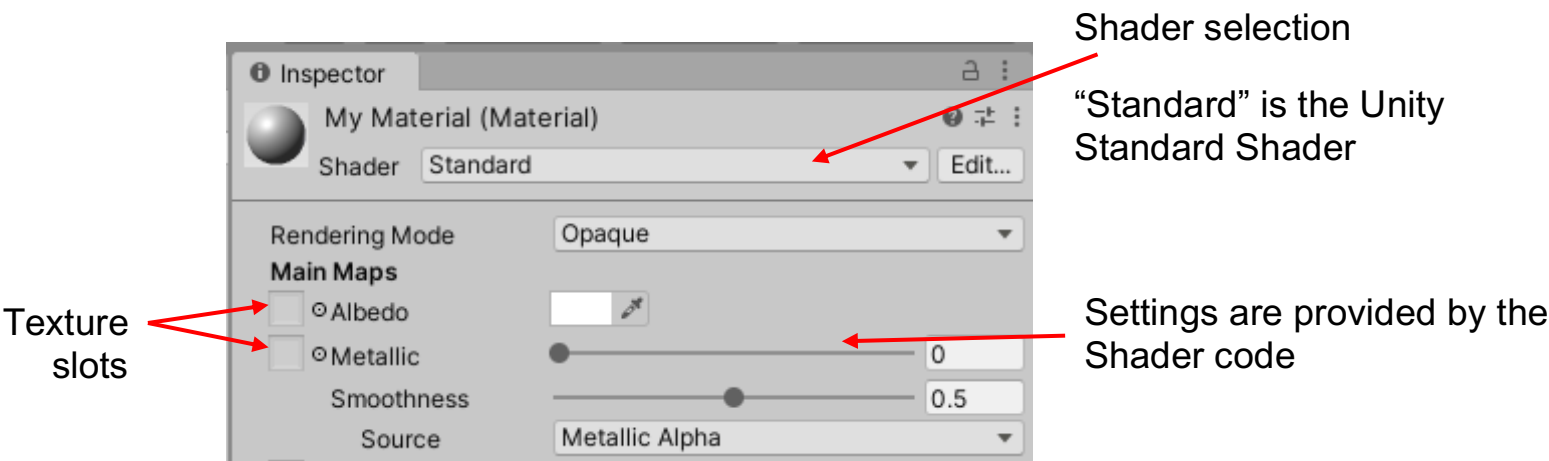 Shader selection
Inspector
My Material (Material)
“Standard” is the Unity
Standard Shader
Shader Standard Edit...
Rendering Mode Opaque
Main Maps
Albedo
Texture
slots
Settings are provided by the
Shader code
Metallic 0
Smoothness 0.5
Source Metallic Alpha